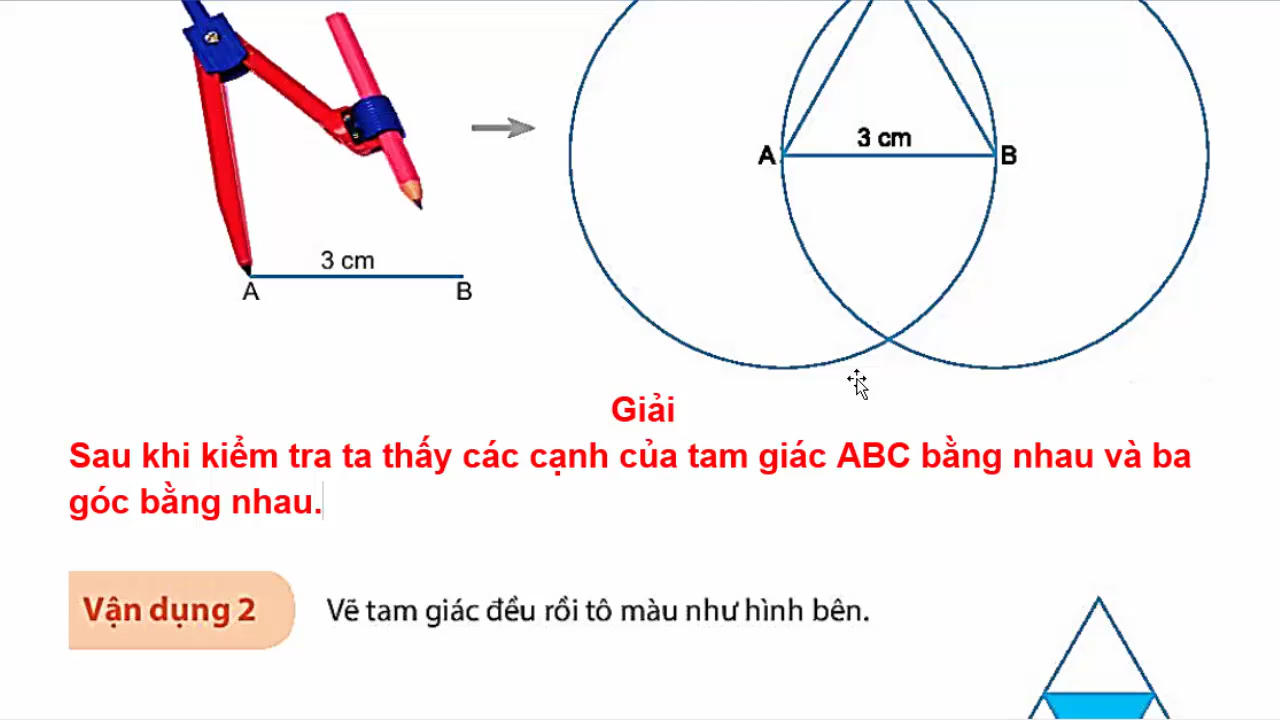 3 cm
A B
A 3 cm B
Giải
Sau khi kiểm tra ta thấy các cạnh của tam giác ABC bằng nhau và ba
góc bằng nhau.
Vận dụng 2 Vẽ tam giác đều rồi tô màu như hình bên.